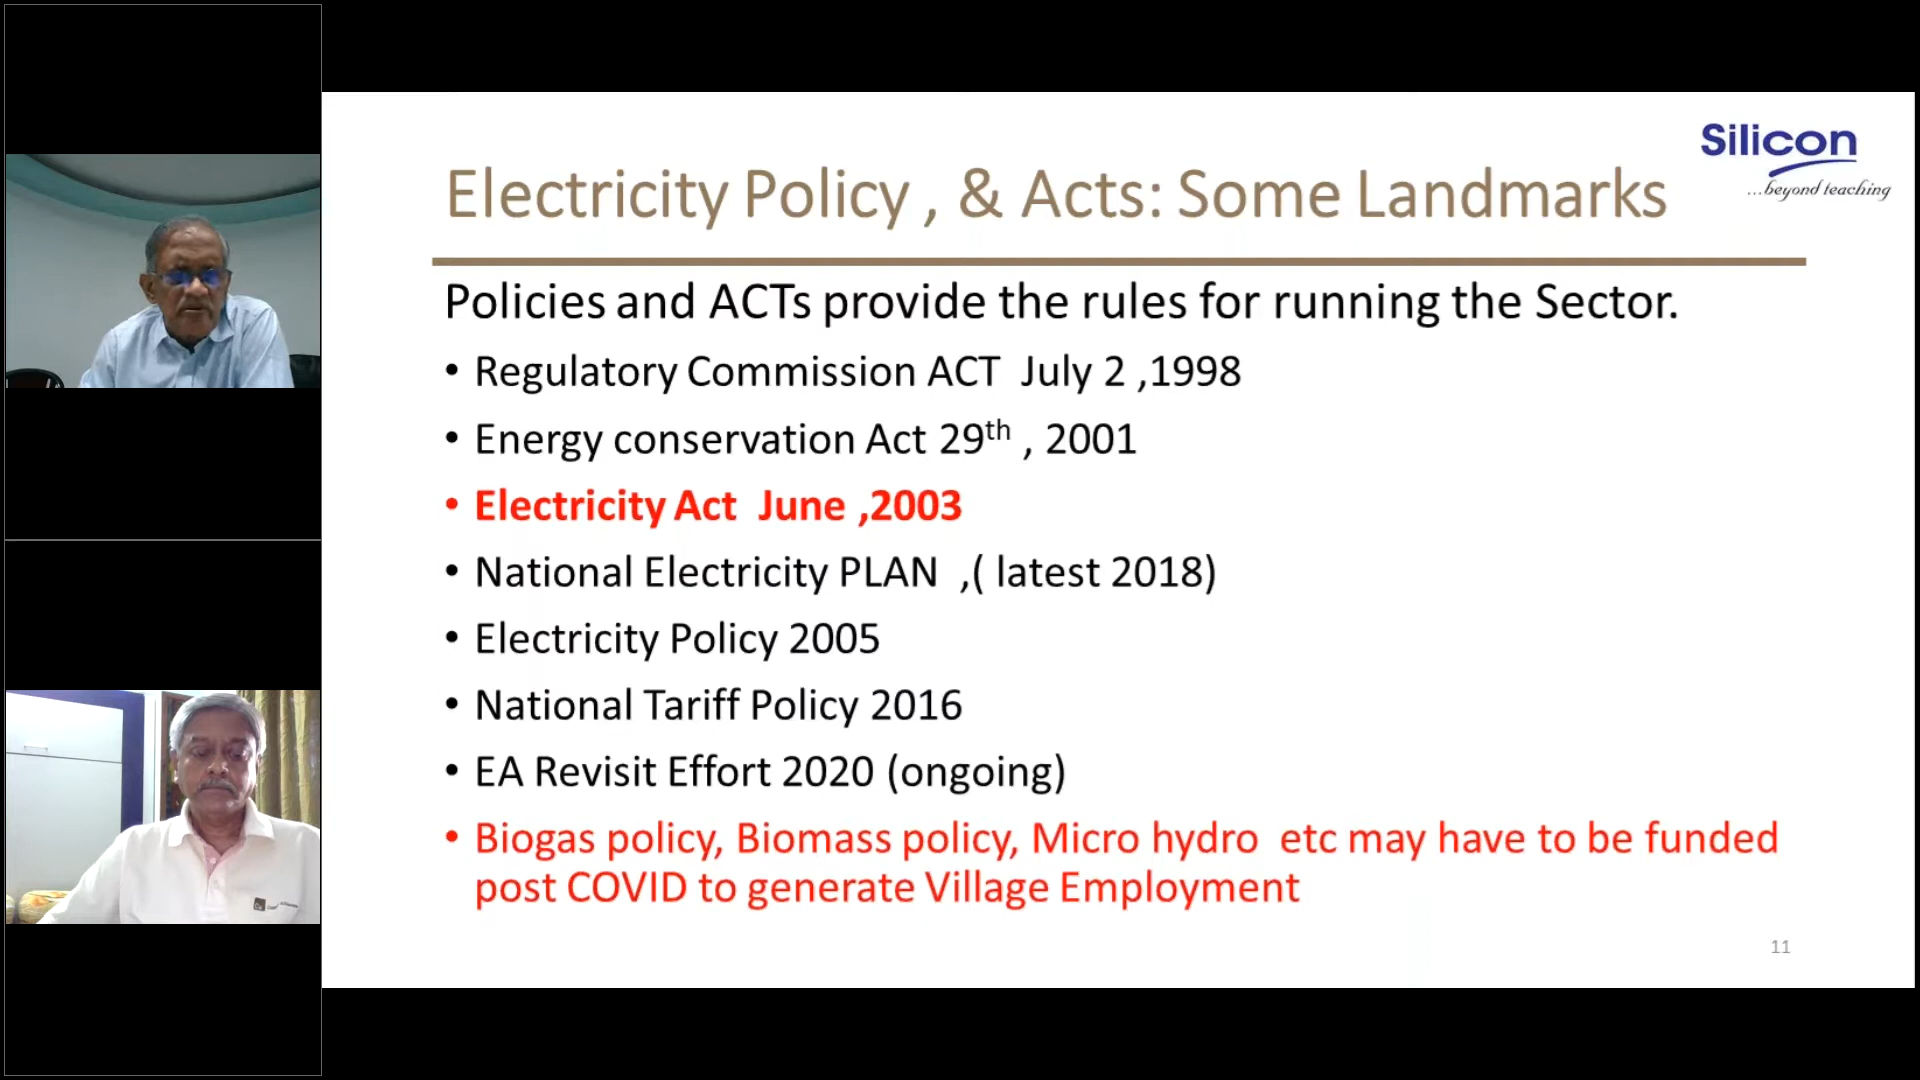 Silicon
...beyond teaching
Electricity Policy , & Acts: Some Landmarks
Policies and ACTs provide the rules for running the Sector.
• Regulatory Commission ACT July 2 ,1998
• Energy conservation Act 29th , 2001
• Electricity Act June ,2003
• National Electricity PLAN ,( latest 2018)
• Electricity Policy 2005
• National Tariff Policy 2016
• EA Revisit Effort 2020 (ongoing)
• Biogas policy, Biomass policy, Micro hydro etc may have to be funded
post COVID to generate Village Employment
11